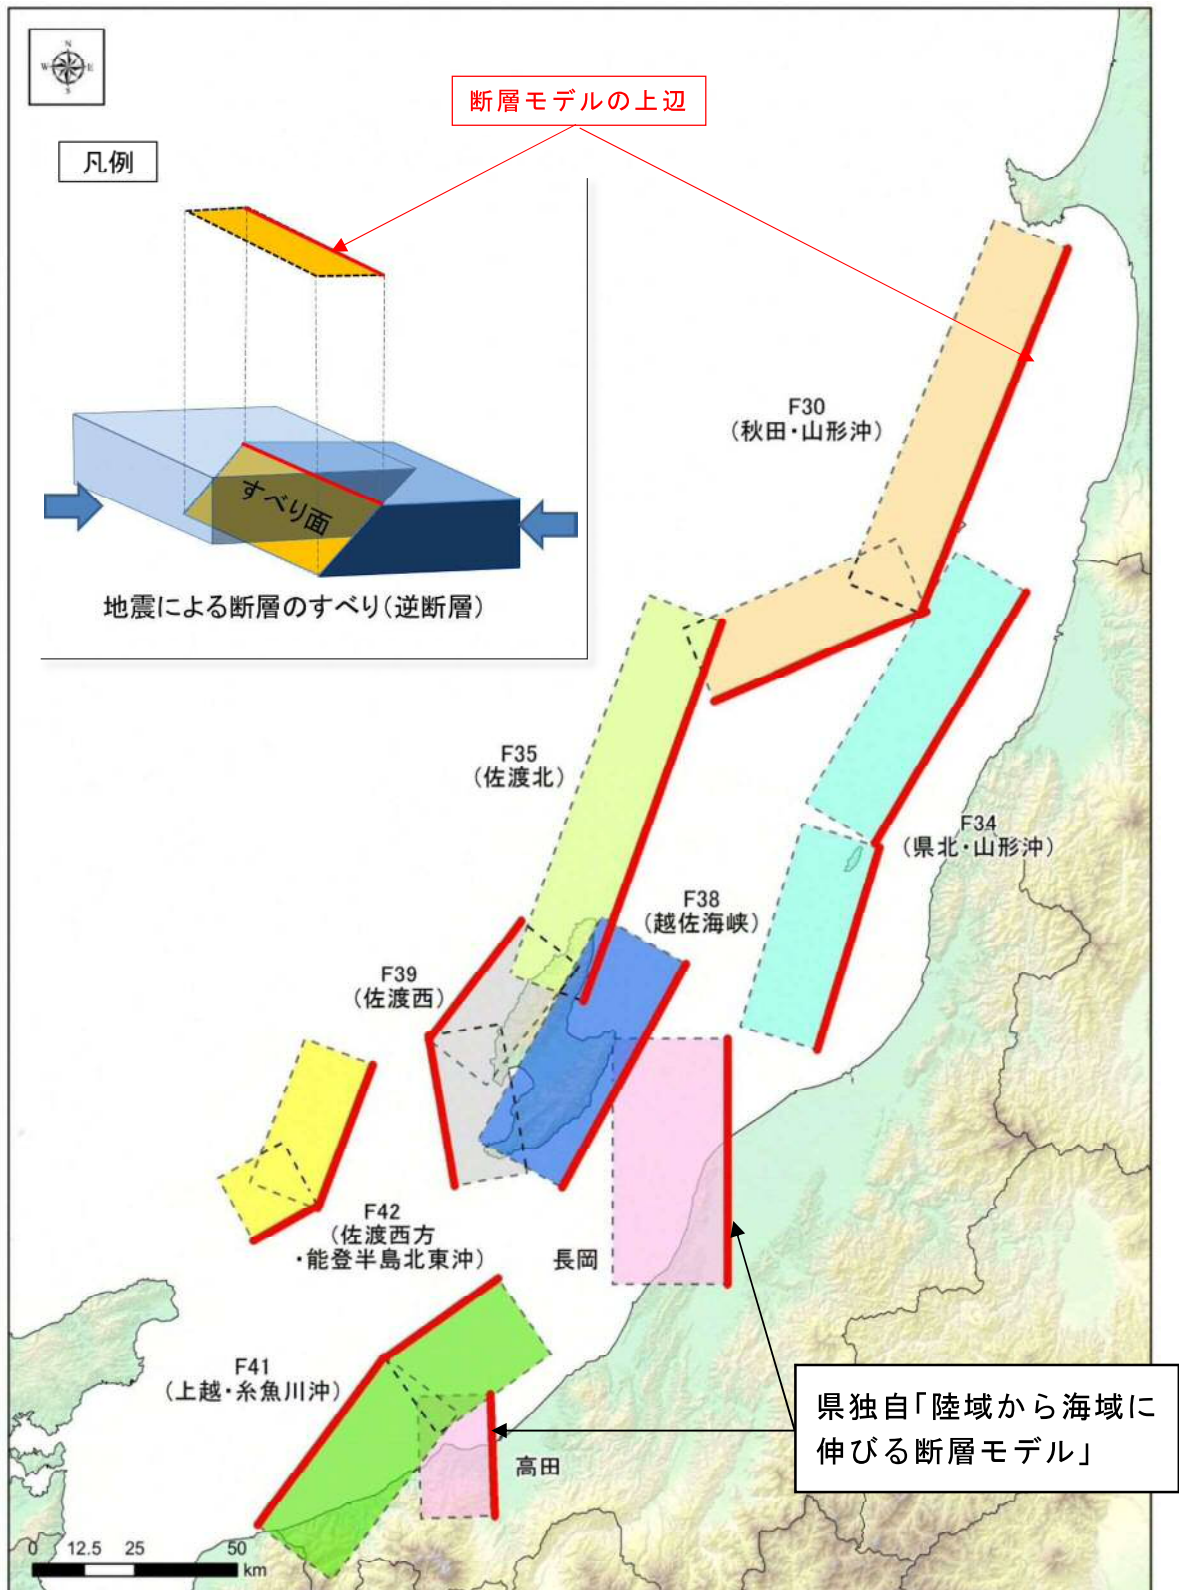 N
W E
S
断層モデルの上辺
凡例
すべり面
地震による断層のすべり(逆断層)
F30
(秋田・山形沖)
F35
(佐渡北)
F34
(県北・山形沖)
F38
(越佐海峡)
F39
(佐渡西)
F42
(佐渡西方
・能登半島北東沖)
長岡
F41
(上越・糸魚川沖)
高田
県独自「陸域から海域に
伸びる断層モデル」
0 12.5 25 50
km